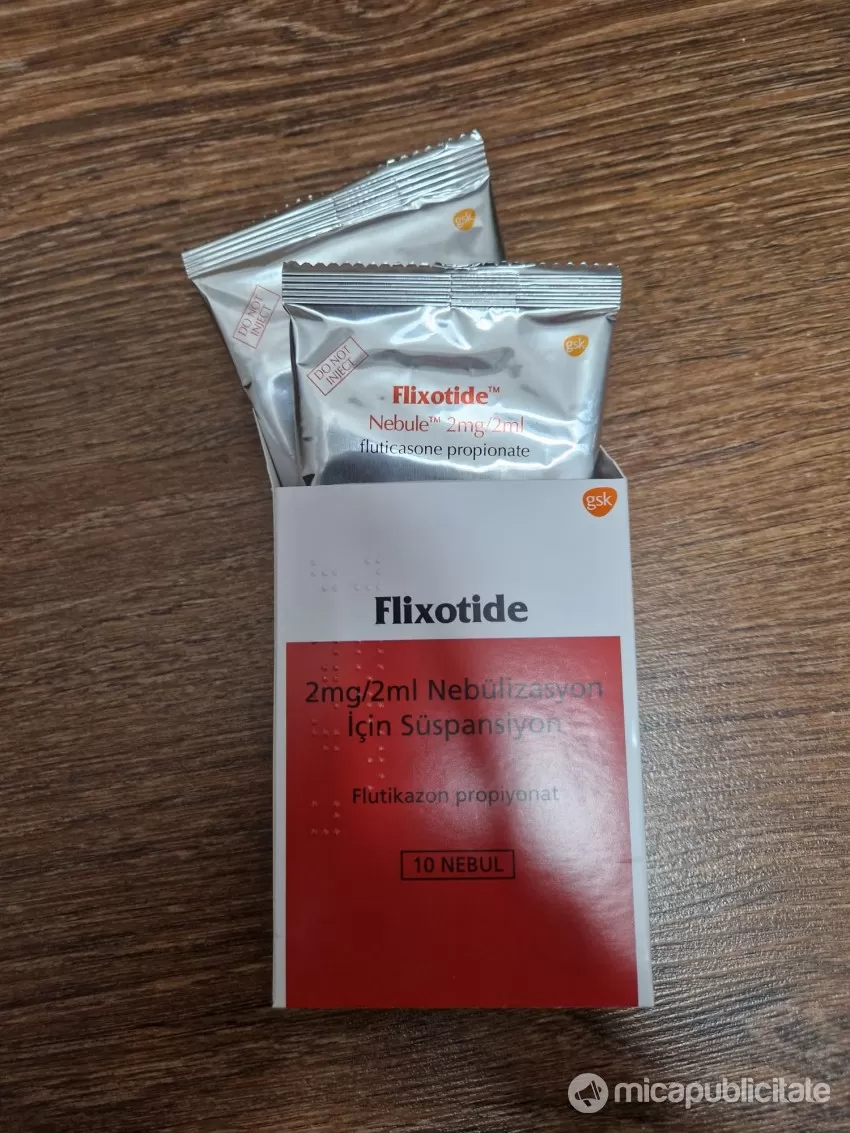 gsk
DO NOT
INJECT
gsk
DO NOT
INJECT
Flixotide™
Nebule™ 2mg/2ml
fluticasone propionate
gsk
Flixotide
2mg/2ml Nebülizasyon
İçin Süspansiyon
Flutikazon propiyonat
10 NEBUL
micapublicitate